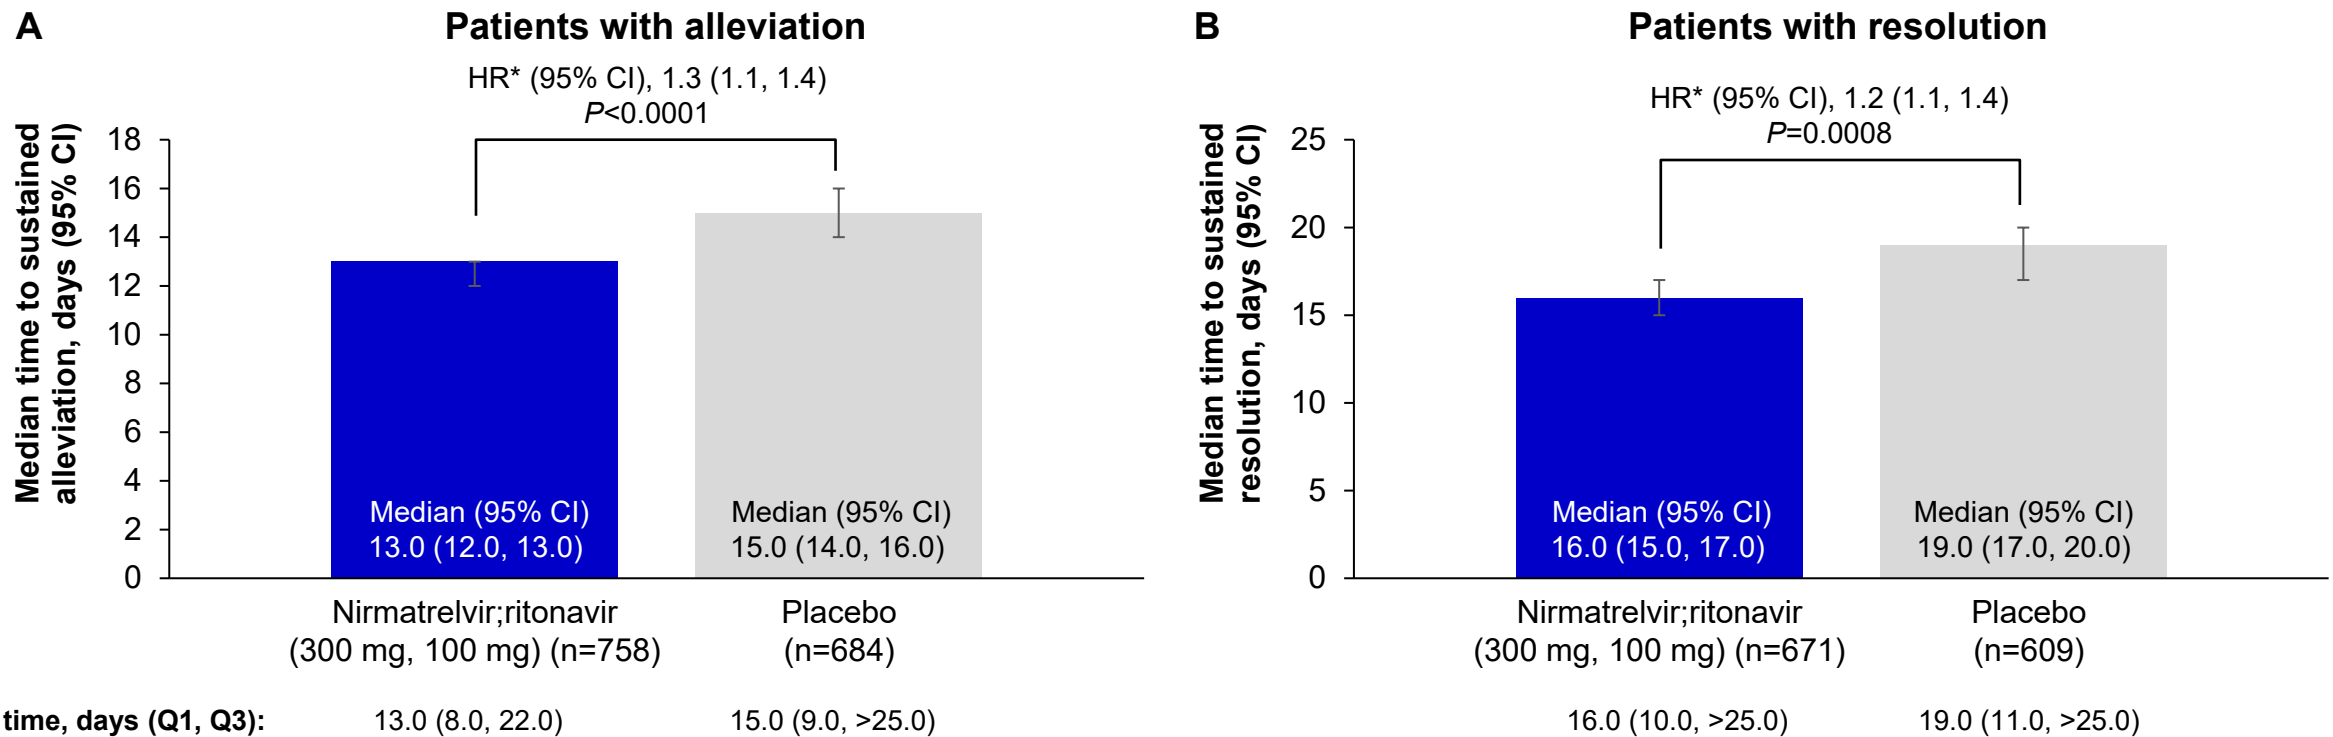 A
Patients with alleviation
HR* (95% CI), 1.3 (1.1, 1.4)
P<0.0001
Median time to sustained
alleviation, days (95% CI)
18
16
14
12
10
8
6
4
2
0
Median (95% CI)
13.0 (12.0, 13.0)
Median (95% CI)
15.0 (14.0, 16.0)
Nirmatrelvir;ritonavir
(300 mg, 100 mg) (n=758)
Placebo
(n=684)
time, days (Q1, Q3):
13.0 (8.0, 22.0)
15.0 (9.0, >25.0)
B
Patients with resolution
HR* (95% CI), 1.2 (1.1, 1.4)
P=0.0008
Median time to sustained
resolution, days (95% CI)
25
20
15
10
5
0
Median (95% CI)
16.0 (15.0, 17.0)
Median (95% CI)
19.0 (17.0, 20.0)
Nirmatrelvir;ritonavir
(300 mg, 100 mg) (n=671)
Placebo
(n=609)
16.0 (10.0, >25.0)
19.0 (11.0, >25.0)